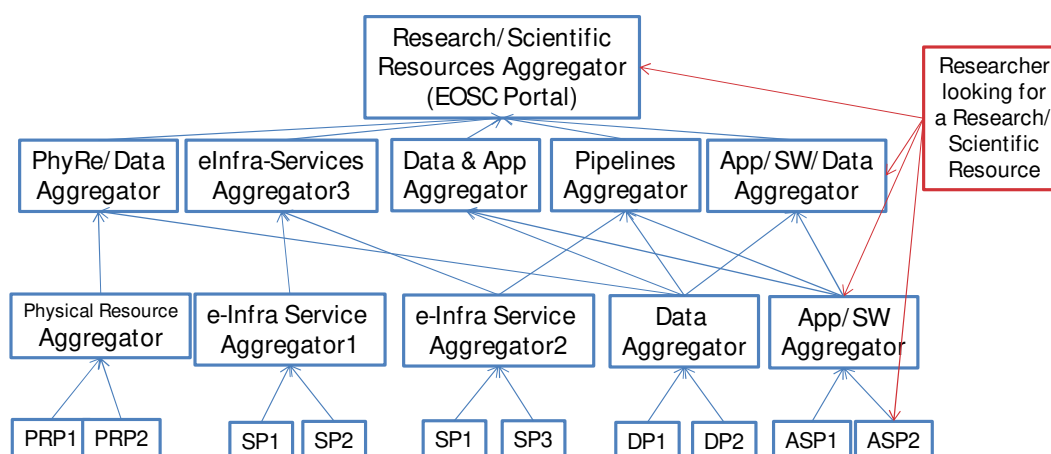 Research/Scientific
Resources Aggregator
(EOSC Portal)
Researcher
looking for
a Research/
Scientific
Resource
PhyRe/Data
Aggregator
eInfra-Services
Aggregator3
Data & App
Aggregator
Pipelines
Aggregator
App/SW/Data
Aggregator
Physical Resource
Aggregator
e-Infra Service
Aggregator1
e-Infra Service
Aggregator2
Data
Aggregator
App/SW
Aggregator
PRP1
PRP2
SP1
SP2
SP1
SP3
DP1
DP2
ASP1
ASP2